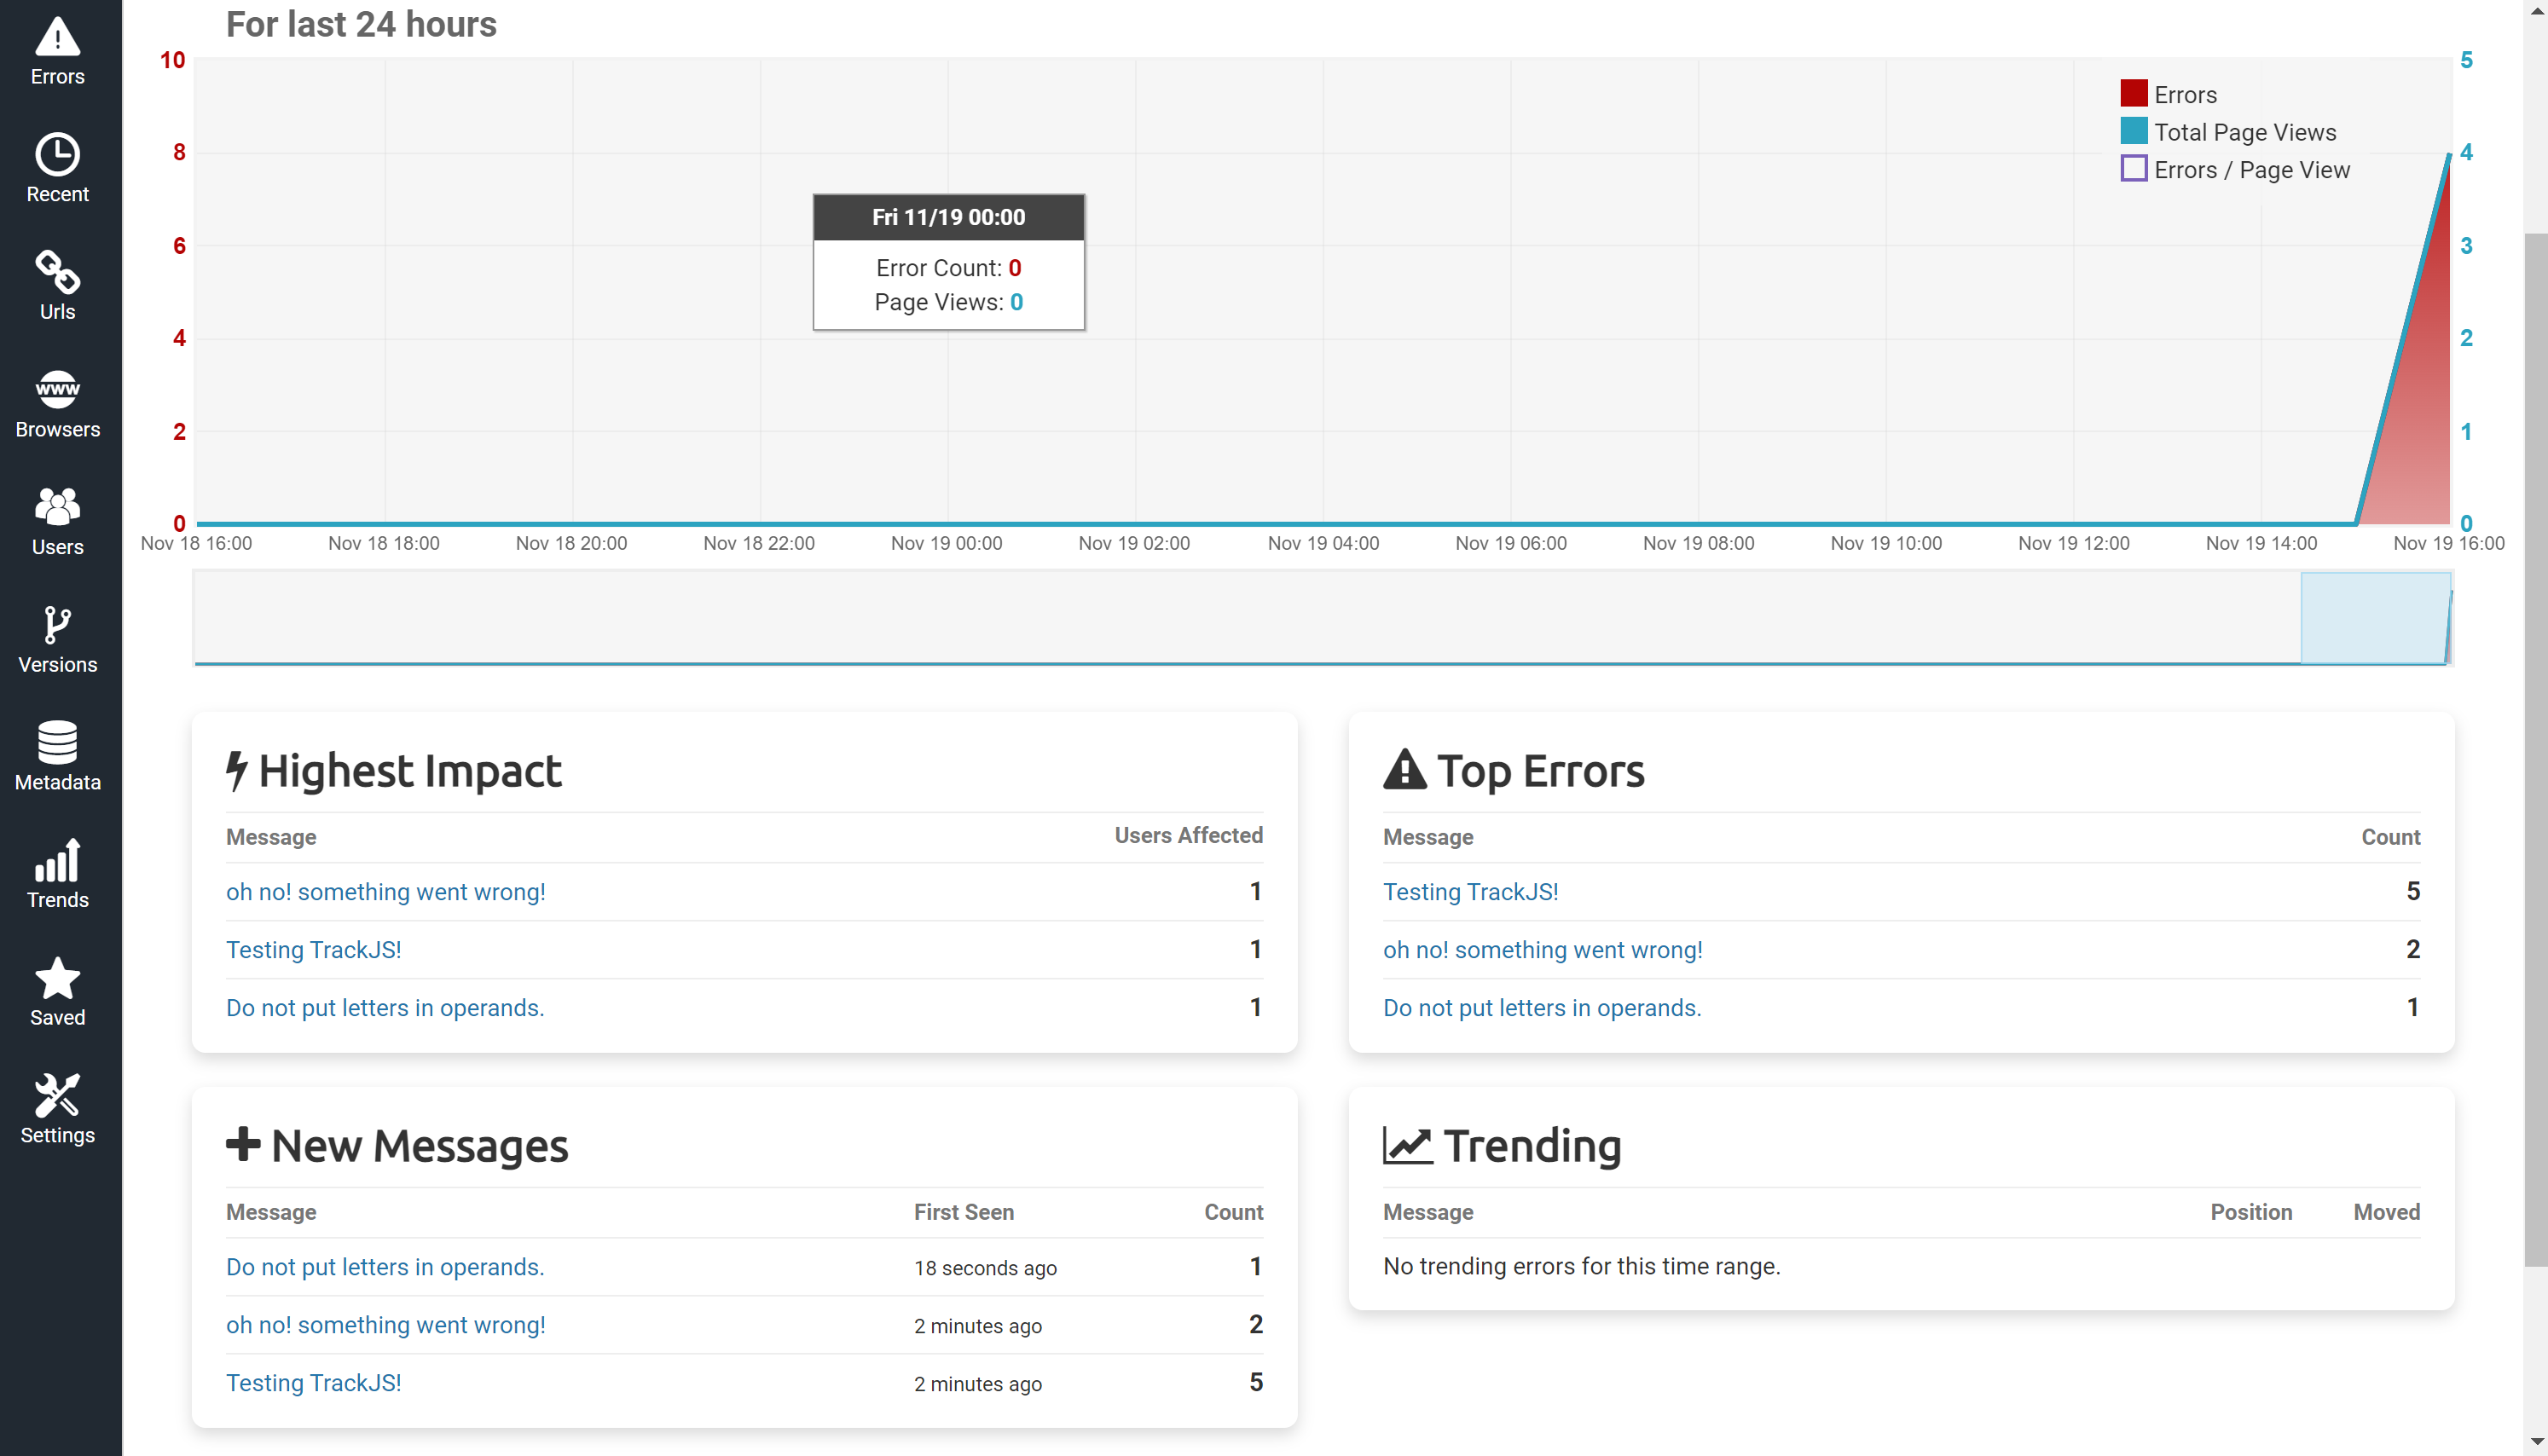 Errors
Recent
Urls
WWW
Browsers
Users
Versions
Metadata
Trends
Saved
Settings
For last 24 hours
10
8
6
4
2
0
5
4
3
2
1
0
Errors
Total Page Views
Errors / Page View
Fri 11/19 00:00
Error Count: 0
Page Views: 0
Nov 18 16:00 Nov 18 18:00 Nov 18 20:00 Nov 18 22:00 Nov 19 00:00 Nov 19 02:00 Nov 19 04:00 Nov 19 06:00 Nov 19 08:00 Nov 19 10:00 Nov 19 12:00 Nov 19 14:00 Nov 19 16:00
Highest Impact
Message Users Affected
oh no! something went wrong! 1
Testing TrackJS! 1
Do not put letters in operands. 1
Top Errors
Message Count
Testing TrackJS! 5
oh no! something went wrong! 2
Do not put letters in operands. 1
New Messages
Message First Seen Count
Do not put letters in operands. 18 seconds ago 1
oh no! something went wrong! 2 minutes ago 2
Testing TrackJS! 2 minutes ago 5
Trending
Message Position Moved
No trending errors for this time range.